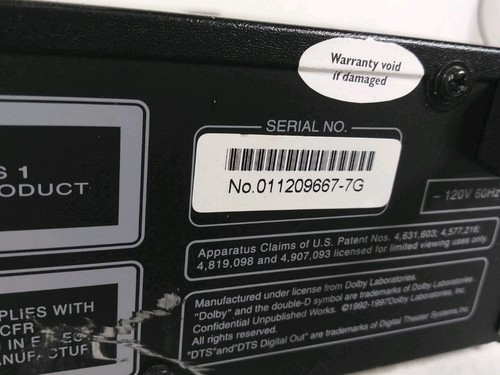 Warranty void
if damaged
SERIAL NO.
No.011209667-7G
S 1
PRODUCT
~ 120V 60Hz
Apparatus Claims of U.S. Patent Nos. 4,631,603; 4,577,216;
4,819,098 and 4,907,093 licensed for limited viewing uses only.
Manufactured under license from Dolby Laboratories.
"Dolby" and the double-D symbol are trademarks of Dolby Laboratories.
Confidential Unpublished Works. ©1992-1997Dolby Laboratories, Inc.
All rights reserved.
"DTS"and"DTS Digital Out" are trademarks of Digital Theater Systems,Inc.
PLIES WITH
CFR